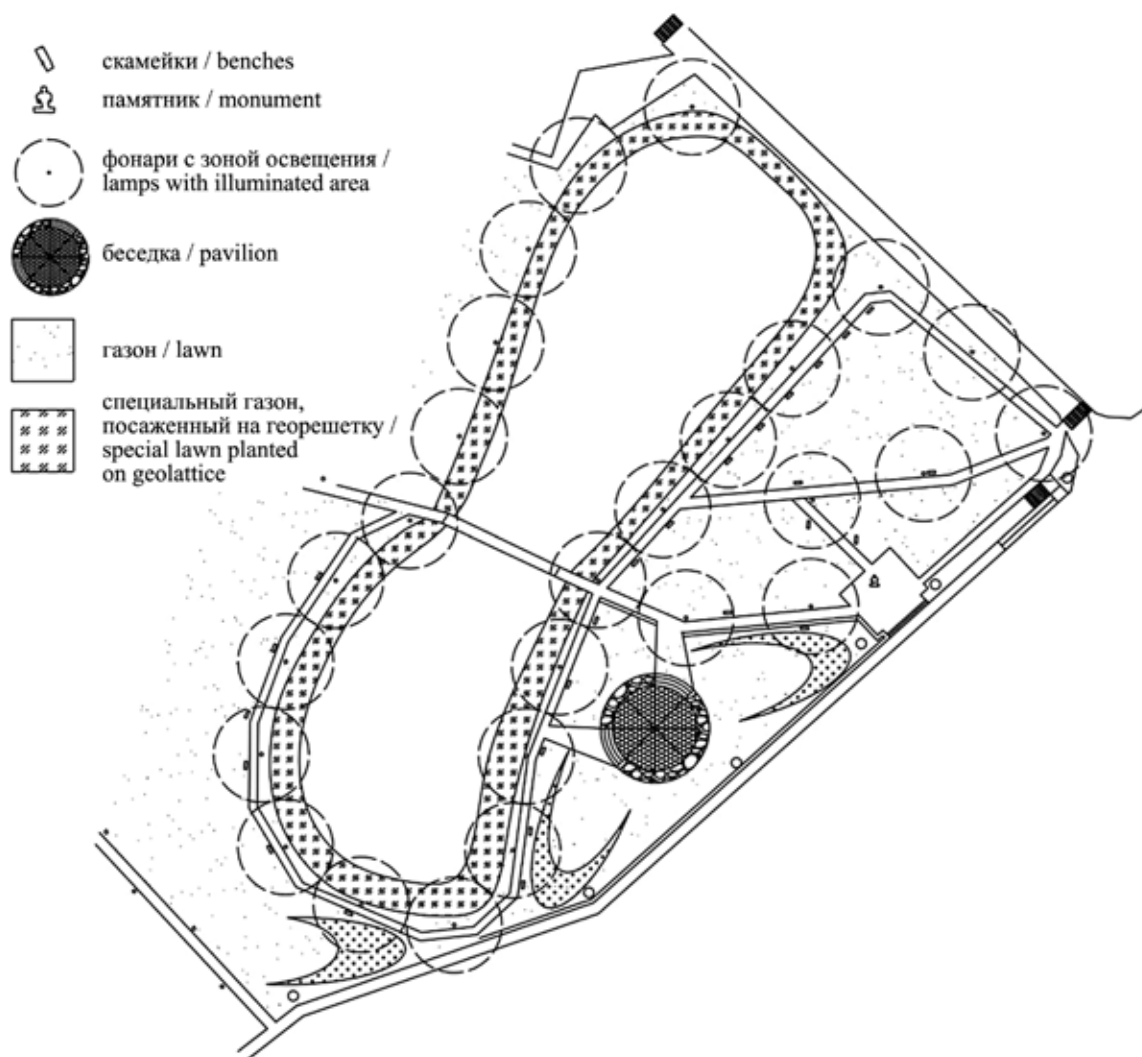 скамейки / benches
памятник / monument
фонари с зоной освещения /
lamps with illuminated area
беседка / pavilion
газон / lawn
специальный газон,
посаженный на георешетку /
special lawn planted
on geolattice